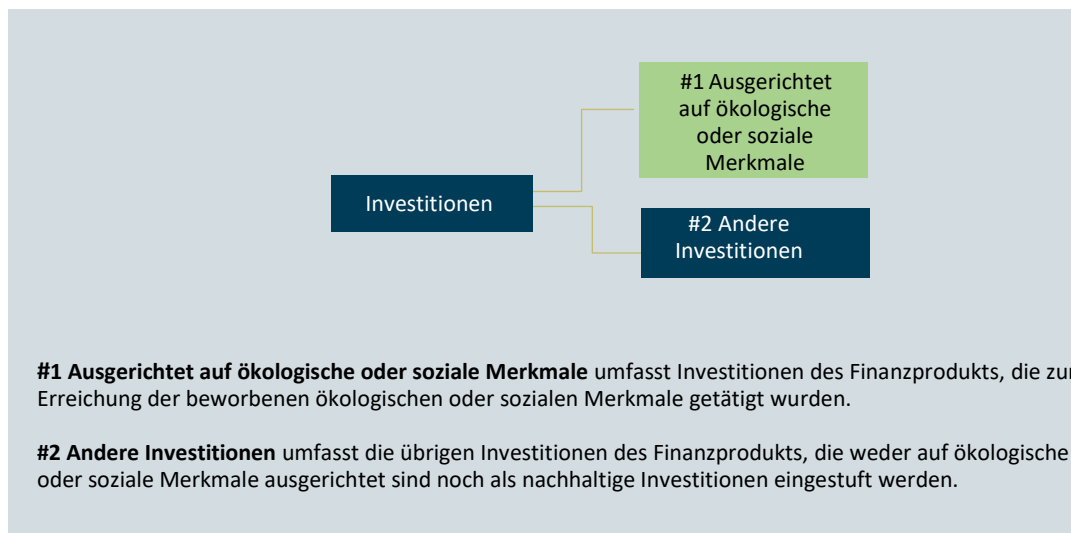 #1 Ausgerichtet
auf ökologische
oder soziale
Merkmale
Investitionen
#2 Andere
Investitionen
#1 Ausgerichtet auf ökologische oder soziale Merkmale umfasst Investitionen des Finanzprodukts, die zur
Erreichung der beworbenen ökologischen oder sozialen Merkmale getätigt wurden.
#2 Andere Investitionen umfasst die übrigen Investitionen des Finanzprodukts, die weder auf ökologische
oder soziale Merkmale ausgerichtet sind noch als nachhaltige Investitionen eingestuft werden.